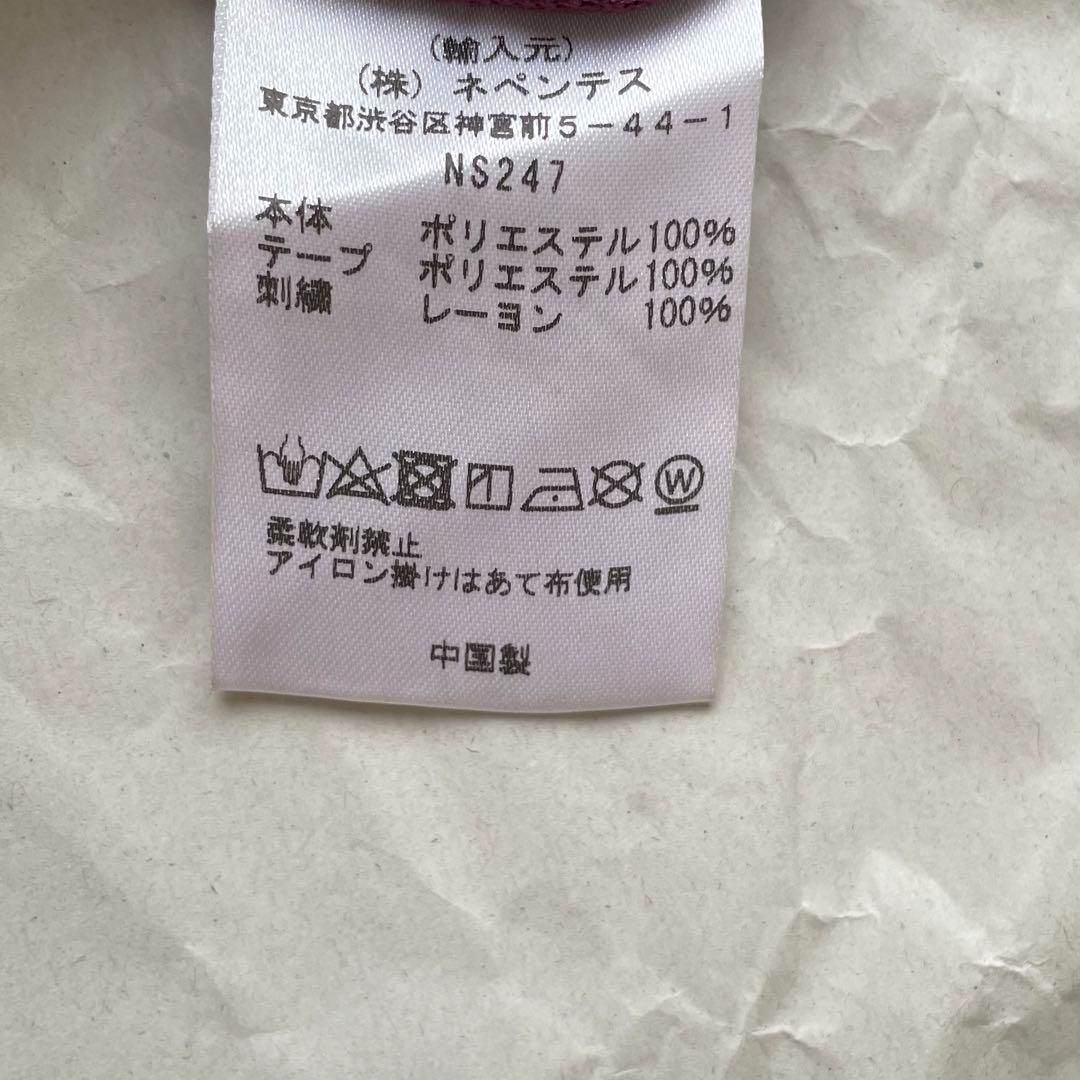 (輸入元)
(株) ネペンテス
東京都渋谷区神宮前5-44-1
NS247
本体 ポリエステル100%
テープ ポリエステル100%
刺繍 レーヨン 100%
W
柔軟剤禁止
アイロン掛けはあて布使用
中国製